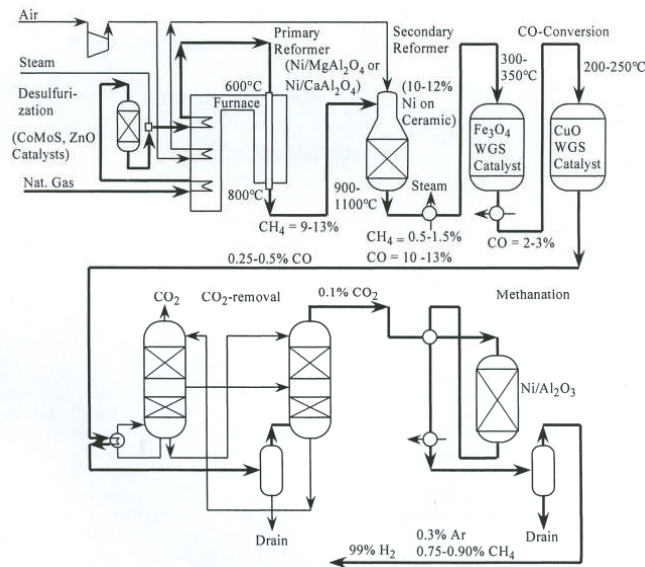 Air
Steam
Desulfuri-
zation
(CoMoS, ZnO
Catalysts)
Nat. Gas
600°C
Furnace
800°C
Primary
Reformer
(Ni/MgAl₂O₄ or
Ni/CaAl₂O₄)
CH₄ = 9-13%
Secondary
Reformer
(10-12%
Ni on
Ceramic)
900-
1100℃
Steam
CH₄ = 0.5-1.5%
CO = 10 -13%
CO-Conversion
300-
350℃
Fe₃O₄
WGS
Catalyst
CO = 2-3%
200-250°C
CuO
WGS
Catalyst
0.25-0.5% CO
CO₂
CO₂-removal
0.1% CO₂
Drain
Methanation
Ni/Al₂O₃
Drain
0.3% Ar
99% H₂
0.75-0.90% CH₄